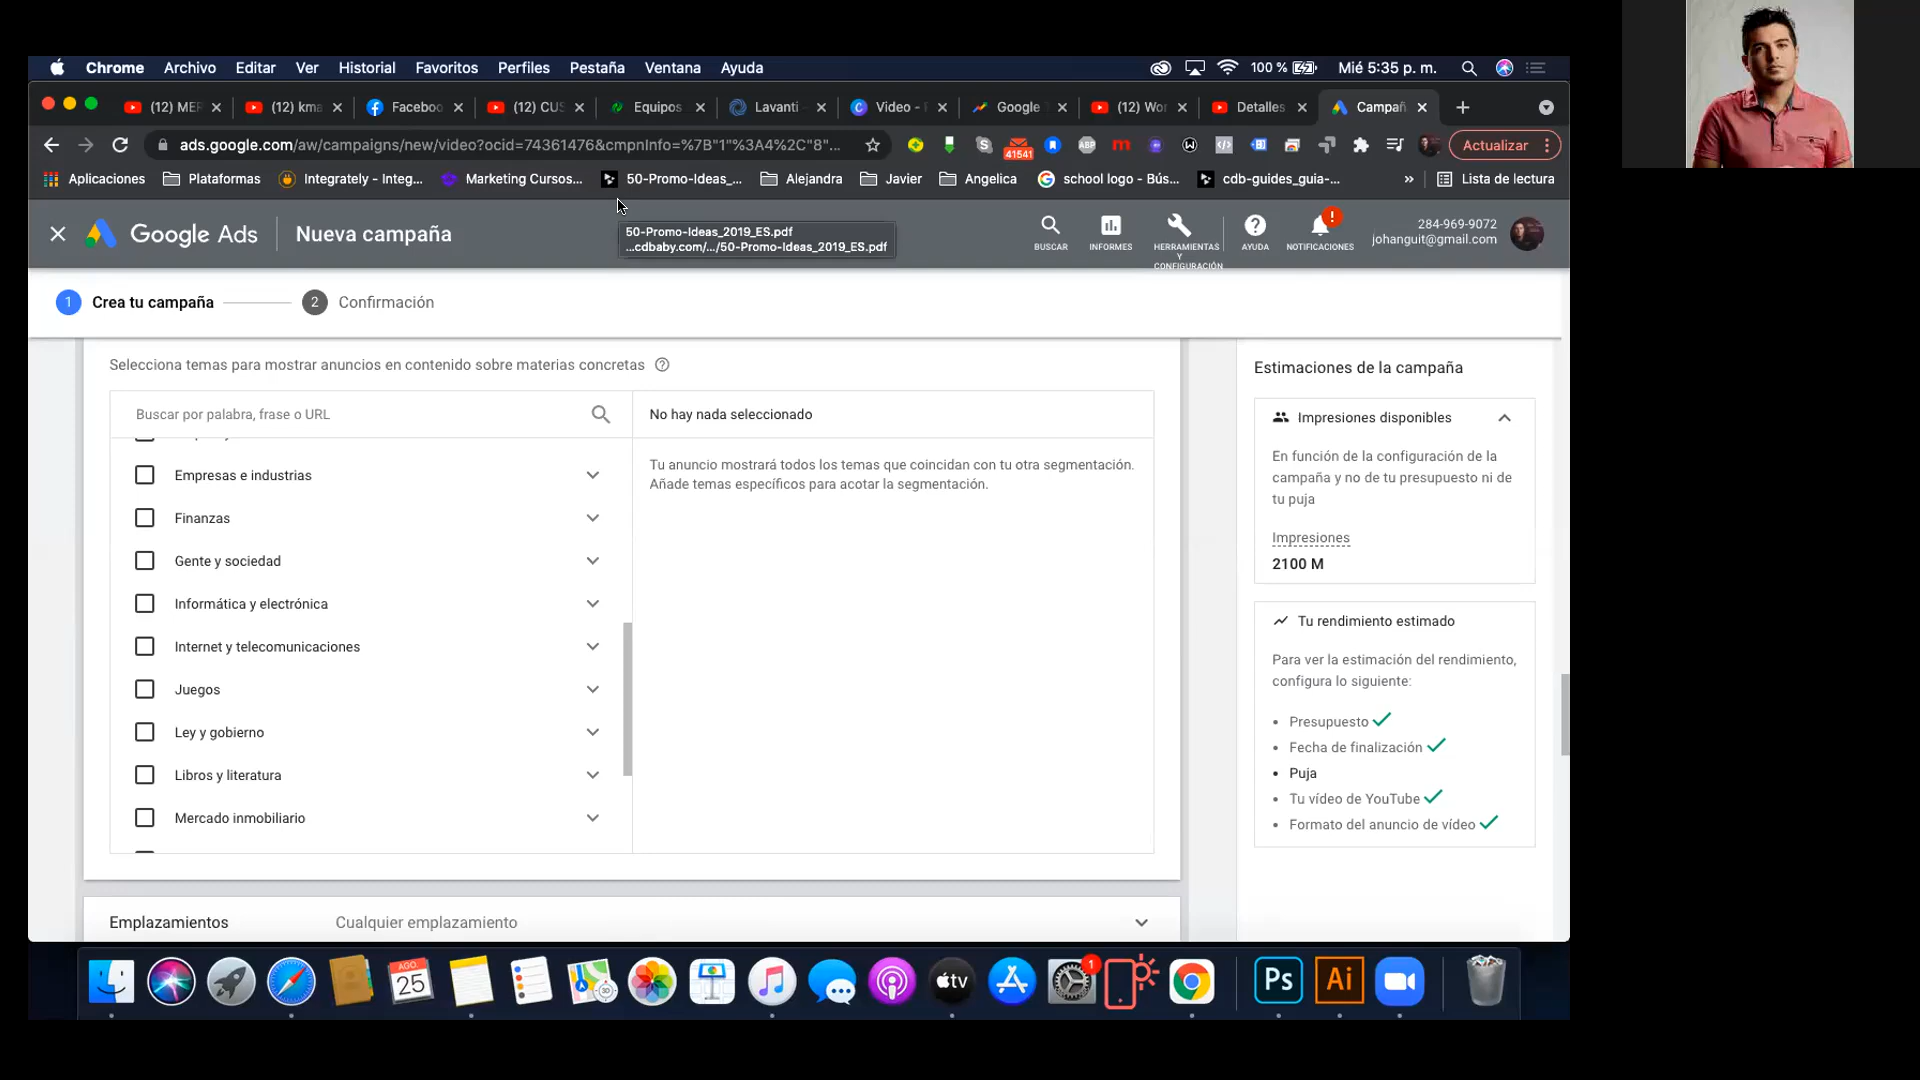 Chrome Archivo Editar Ver Historial Favoritos Perfiles Pestaña Ventana Ayuda 100 % Mié 5:35 p. m.
(12) MEF (12) kma Faceboo (12) CUS Equipos Lavanti - Video - Google (12) Wor Detalles Campañ
ads.google.com/aw/campaigns/new/video?ocid=74361476&cmpnInfo=%7B"1"%3A4%2C"8"... 41541 ABP Actualizar
Aplicaciones Plataformas Integrately - Integ... Marketing Cursos... 50-Promo-Ideas_... Alejandra Javier Angelica school logo - Bús... cdb-guides_guia-... » Lista de lectura
Google Ads Nueva campaña
50-Promo-Ideas_2019_ES.pdf
...cdbaby.com/.../50-Promo-Ideas_2019_ES.pdf
BUSCAR INFORMES HERRAMIENTAS Y CONFIGURACIÓN AYUDA NOTIFICACIONES
284-969-9072
johanguit@gmail.com
1 Crea tu campaña 2 Confirmación
Selecciona temas para mostrar anuncios en contenido sobre materias concretas
Buscar por palabra, frase o URL
Empresas e industrias
Finanzas
Gente y sociedad
Informática y electrónica
Internet y telecomunicaciones
Juegos
Ley y gobierno
Libros y literatura
Mercado inmobiliario
No hay nada seleccionado
Tu anuncio mostrará todos los temas que coincidan con tu otra segmentación.
Añade temas específicos para acotar la segmentación.
Emplazamientos Cualquier emplazamiento
Estimaciones de la campaña
Impresiones disponibles
En función de la configuración de la
campaña y no de tu presupuesto ni de
tu puja
Impresiones
2100 M
Tu rendimiento estimado
Para ver la estimación del rendimiento,
configura lo siguiente:
• Presupuesto
• Fecha de finalización
• Puja
• Tu vídeo de YouTube
• Formato del anuncio de vídeo
AGO
25
tv
1
Ps
Ai